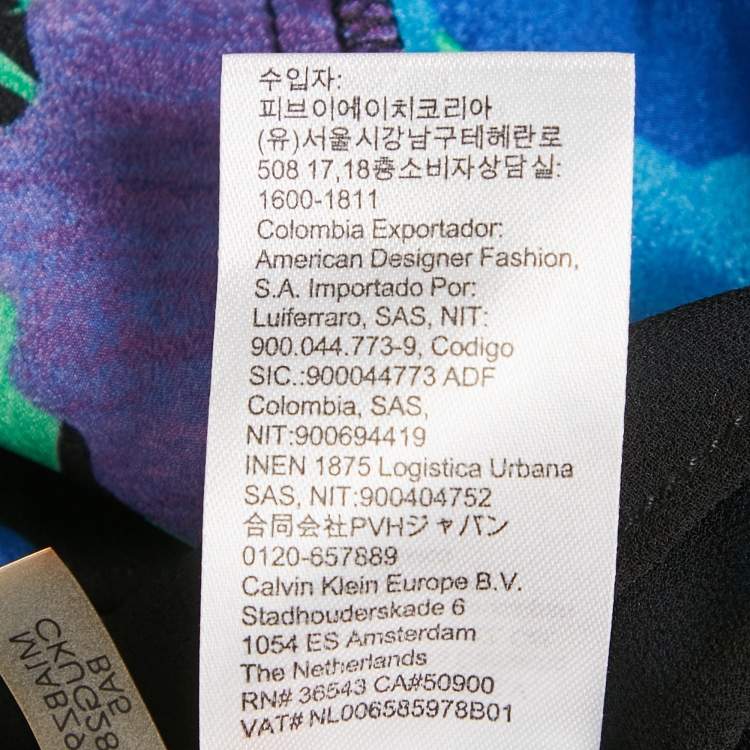 수입자:
피브이에이치코리아
(유)서울시강남구테헤란로
508 17,18층소비자상담실:
1600-1811
Colombia Exportador:
American Designer Fashion,
S.A. Importado Por:
Luiferraro, SAS, NIT:
900.044.773-9, Codigo
SIC.:900044773 ADF
Colombia, SAS,
NIT:900694419
INEN 1875 Logistica Urbana
SAS, NIT:900404752
合同会社PVHジャパン
0120-657889
Calvin Klein Europe B.V.
Stadhouderskade 6
1054 ES Amsterdam
The Netherlands
RN# 36543 CA#50900
VAT# NL006585978B01